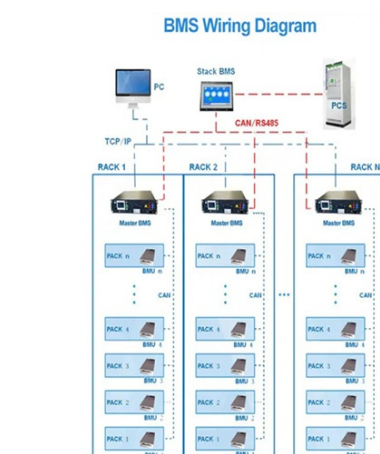 BMS Wiring Diagram
Stack BMS
PC
PCS
CAN/RS485
TCP/IP
RACK 1
RACK 2
RACK N
Master BMS
Master BMS
Master BMS
PACK n
PACK n
PACK n
BMU n
BMU n
BMU n
CAN
CAN
PACK 4
PACK 4
PACK 4
BMU 4
BMU 4
BMU 4
PACK 3
PACK 3
PACK 3
BMU 3
BMU 3
BMU 3
PACK 2
PACK 2
PACK 2
BMU 2
BMU 2
BMU 2
PACK 1
PACK 1
PACK 1